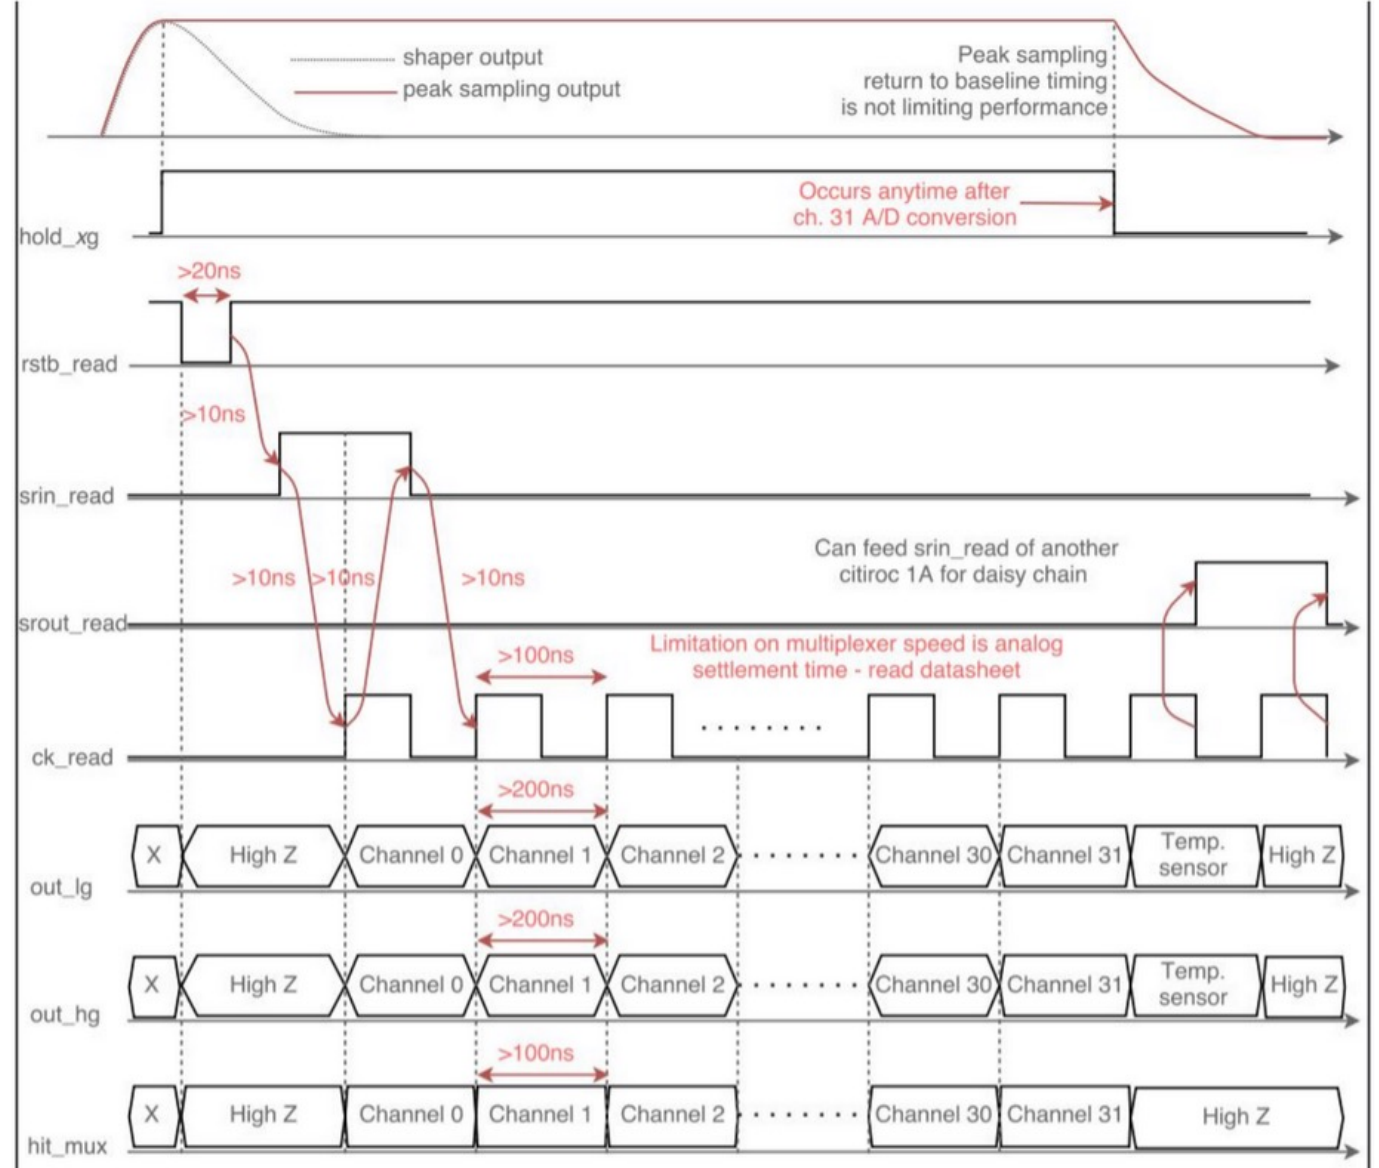 shaper output
peak sampling output
Peak sampling
return to baseline timing
is not limiting performance
Occurs anytime after
ch. 31 A/D conversion
hold_xg
>20ns
rstb_read
>10ns
srin_read
Can feed srin_read of another
citiroc 1A for daisy chain
>10ns >10ns >10ns
srout_read
Limitation on multiplexer speed is analog
settlement time - read datasheet
>100ns
ck_read
>200ns
X High Z Channel 0 Channel 1 Channel 2 ........ Channel 30 Channel 31 Temp. sensor High Z
out_lg
>200ns
X High Z Channel 0 Channel 1 Channel 2 ........ Channel 30 Channel 31 Temp. sensor High Z
out_hg
>100ns
X High Z Channel 0 Channel 1 Channel 2 ........ Channel 30 Channel 31 High Z
hit_mux